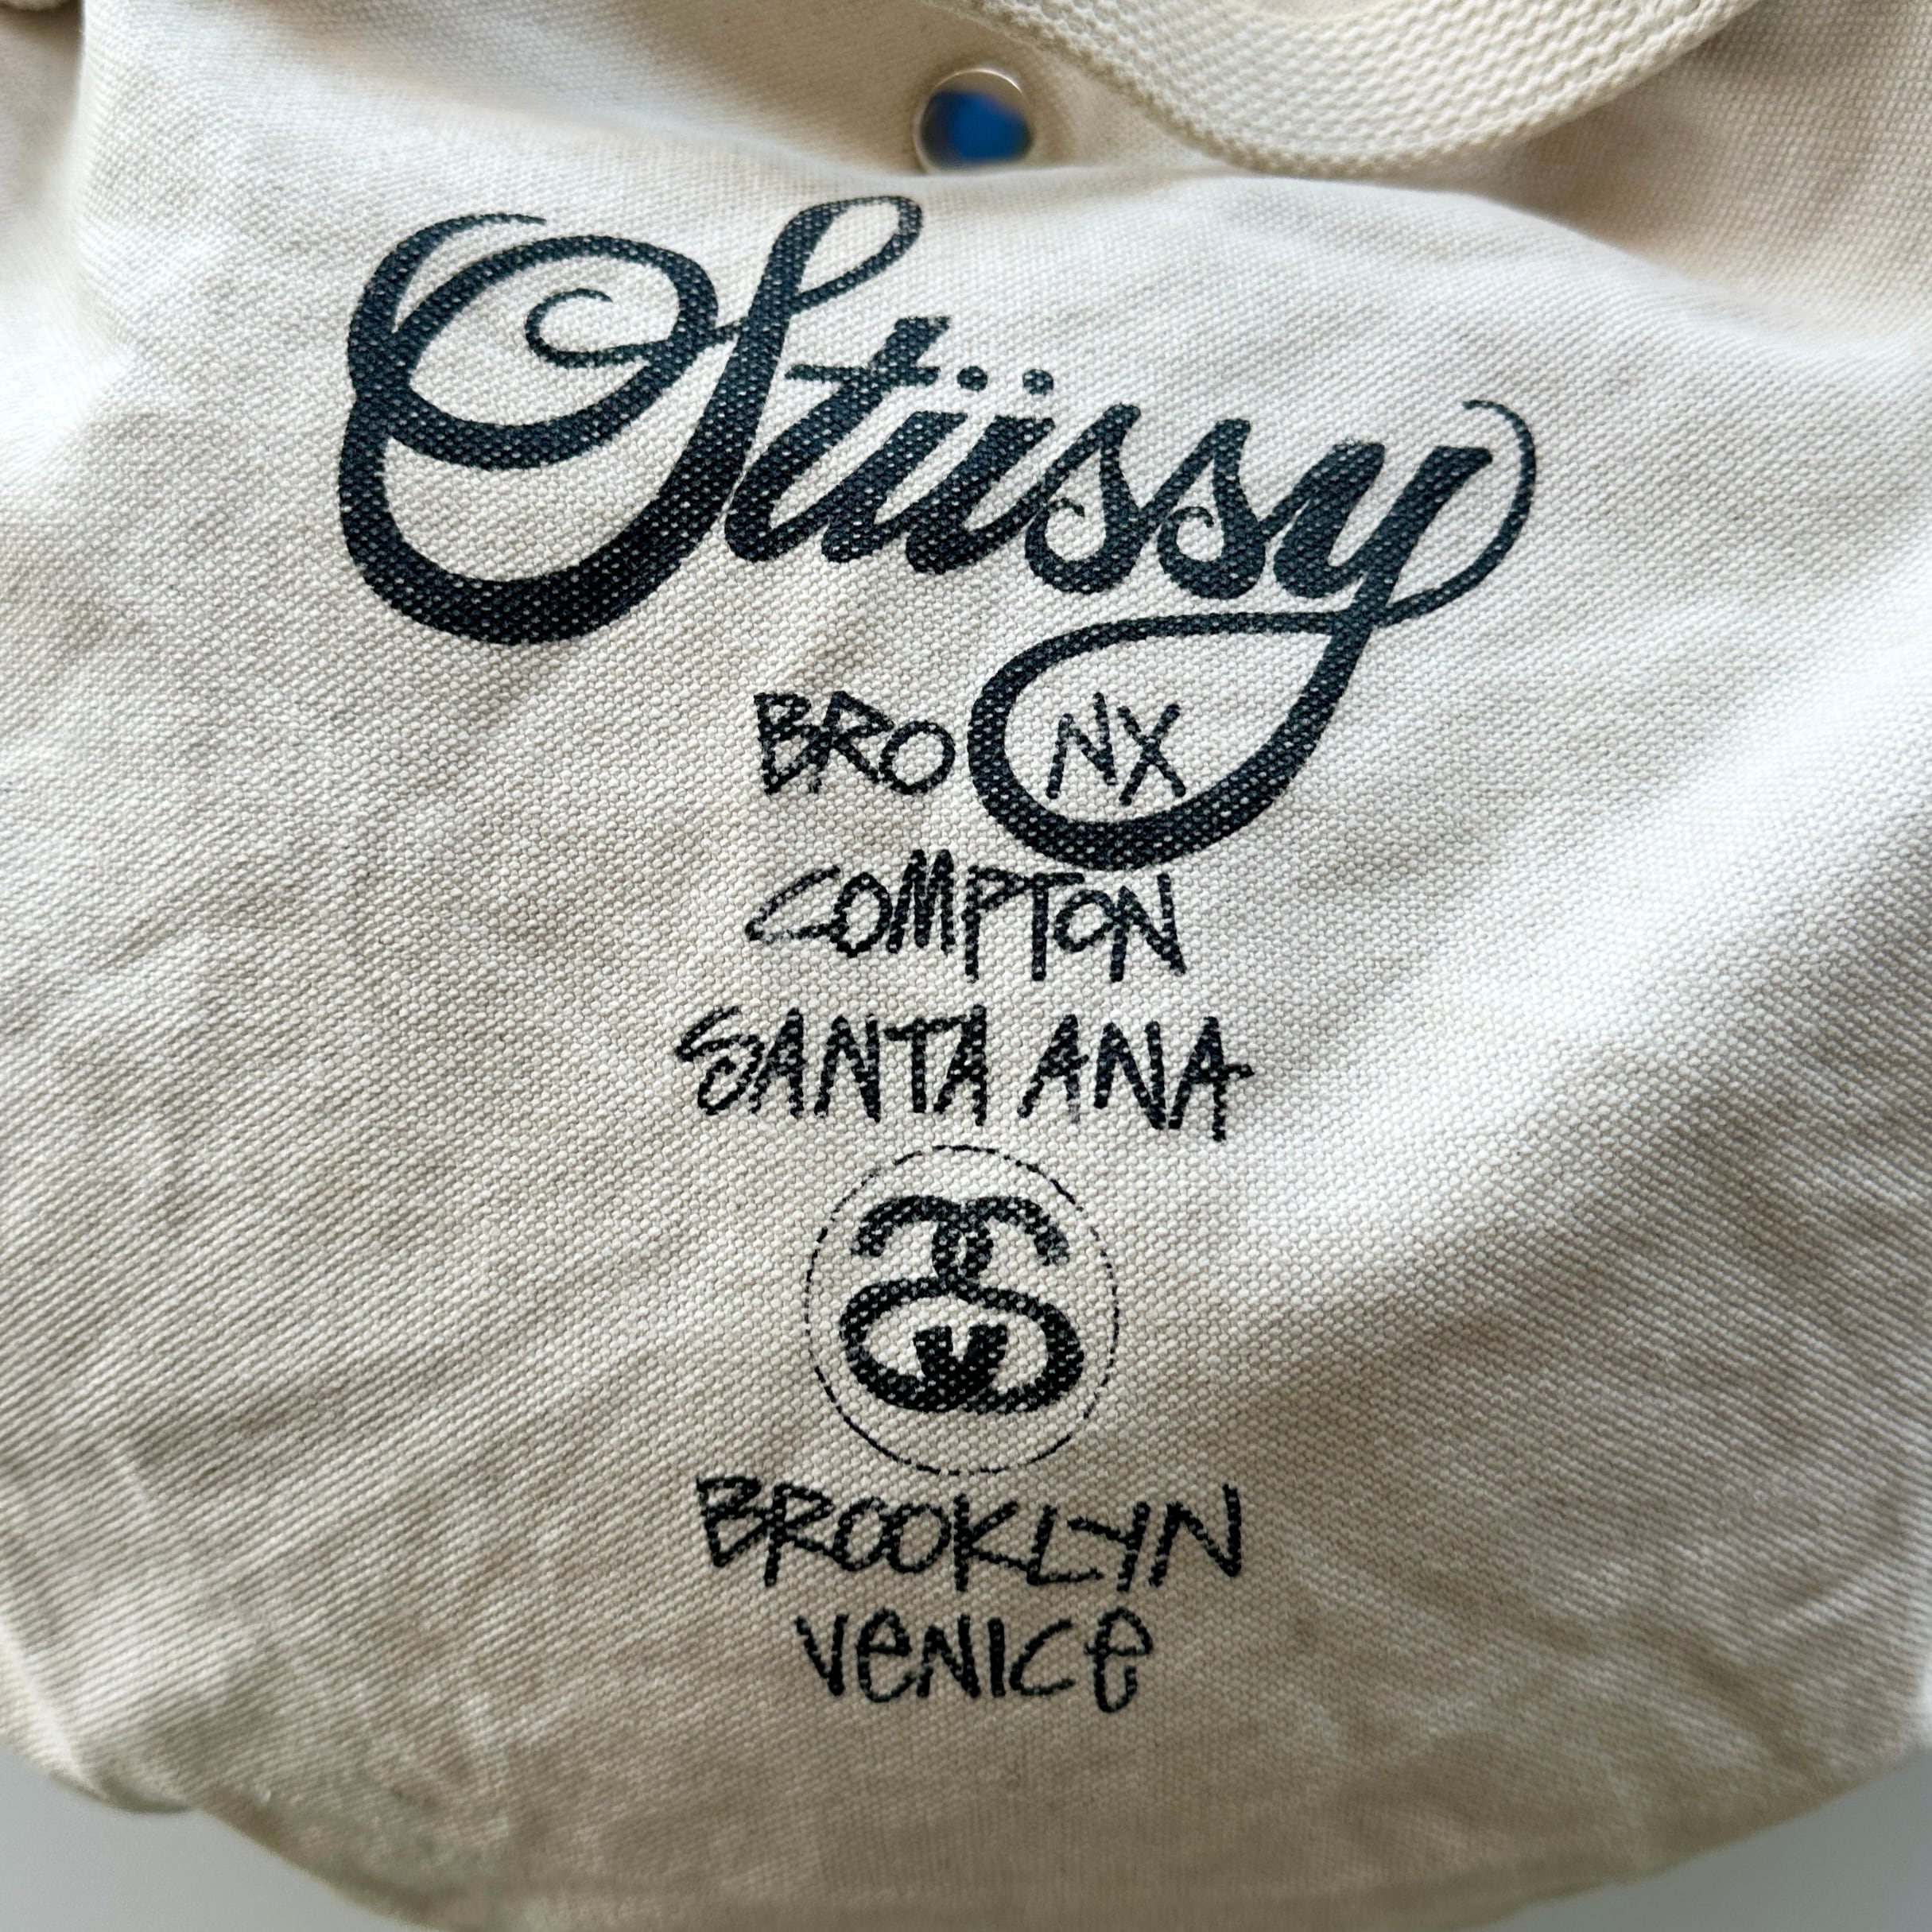 Stüssy
BRONX
COMPTON
SANTA ANA
BROOKLYN
VENICE